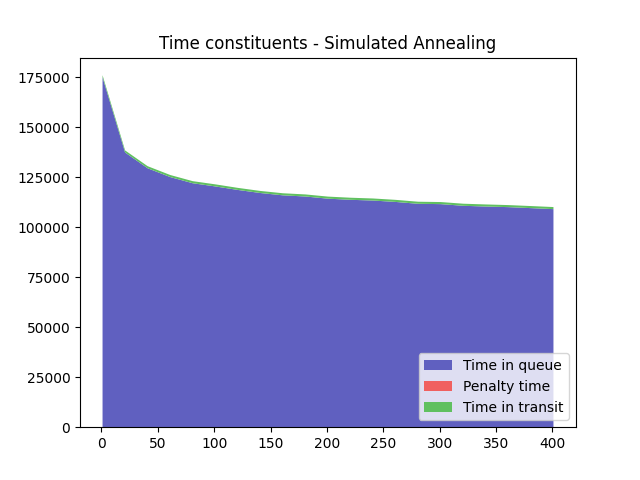 Time constituents - Simulated Annealing
175000
150000
125000
100000
75000
50000
25000
0
Time in queue
Penalty time
Time in transit
0 50 100 150 200 250 300 350 400